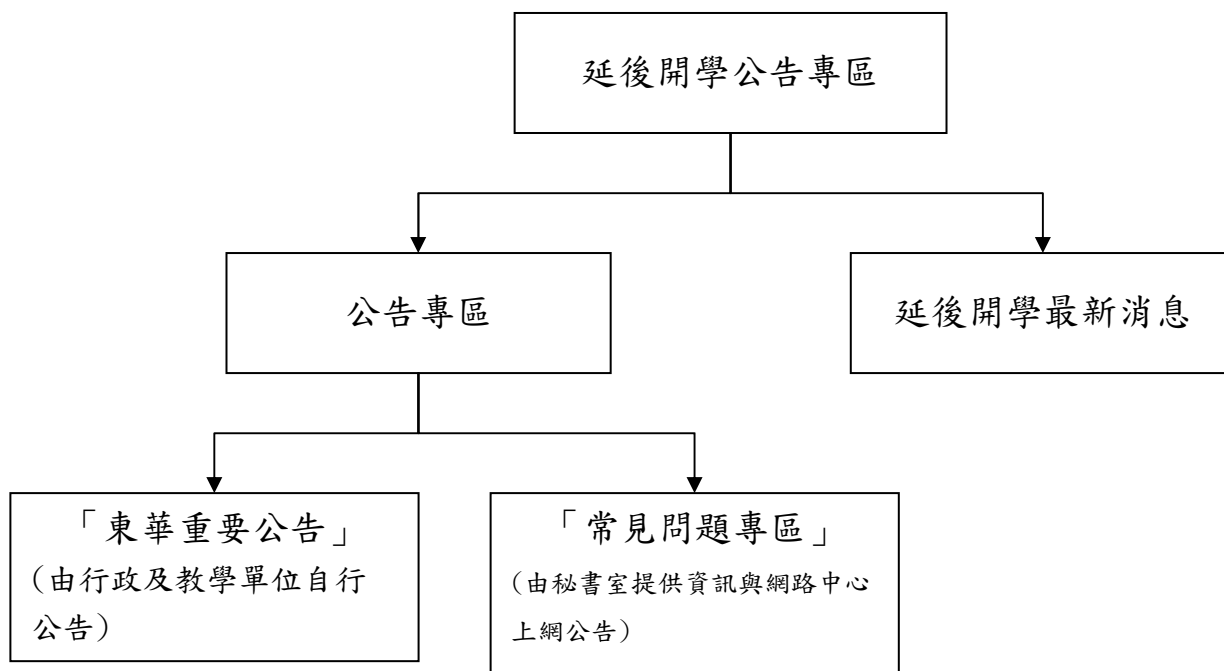 延後開學公告專區
公告專區
延後開學最新消息
「東華重要公告」
(由行政及教學單位自行
公告)
「常見問題專區」
(由秘書室提供資訊與網路中心
上網公告)